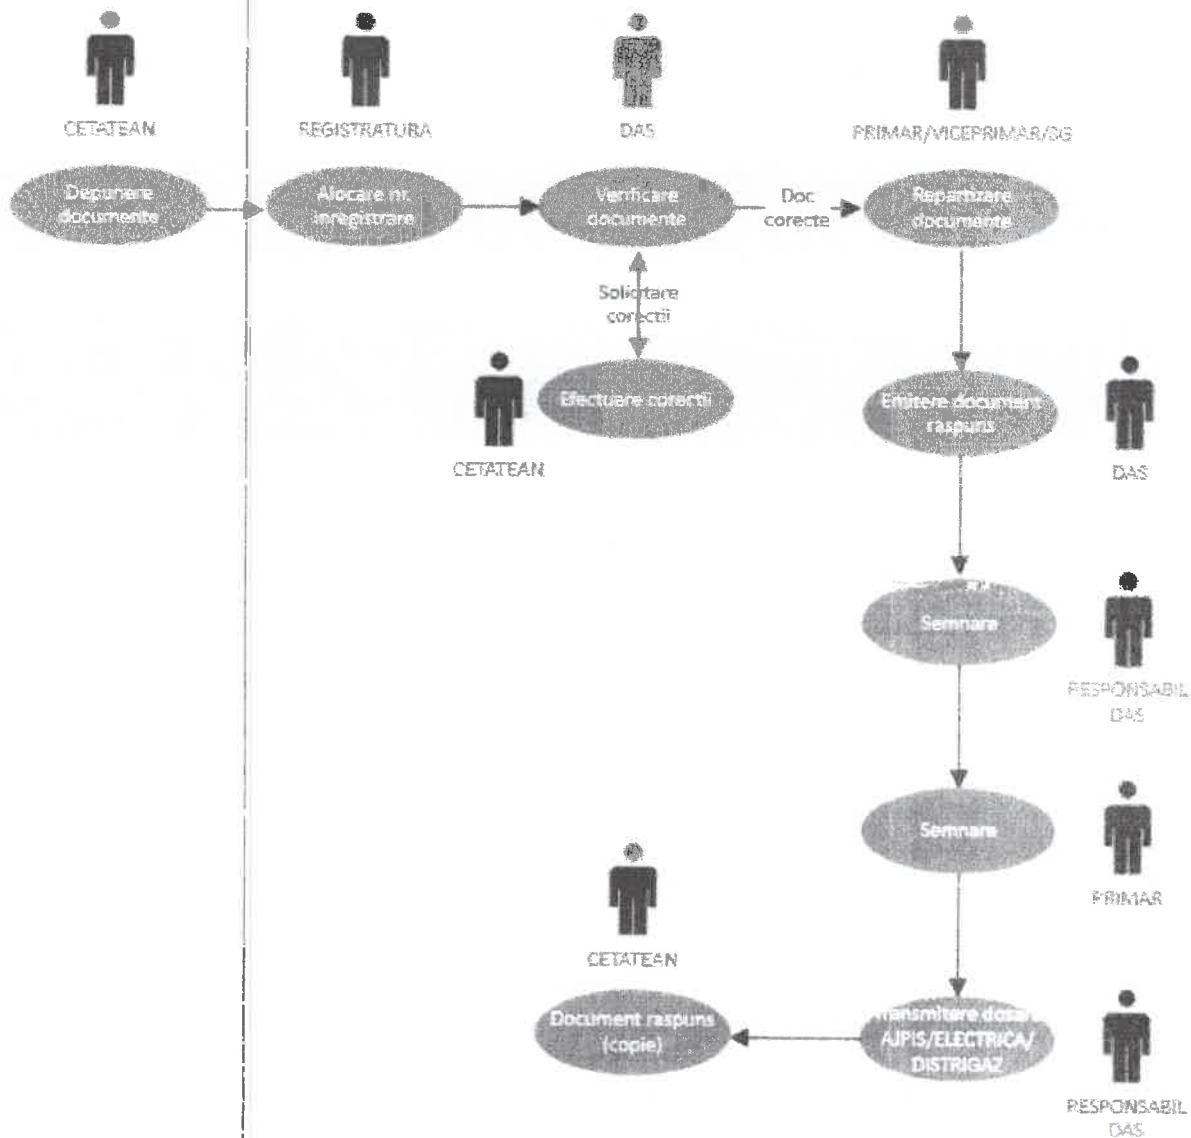 CETATEAN
REGISTRATURA
DAS
PRIMAR/VICEPRIMAR/SG
Depunere
documente
Alocare nr.
inregistrare
Verificare
documente
Doc
corecte
Repartizare
documente
Solicitare
corectii
Efectuare corectii
CETATEAN
Emitere document
raspuns
DAS
Semnare
RESPONSABIL
DAS
Semnare
PRIMAR
CETATEAN
Document raspuns
(copie)
Transmitere dosar
AJPIS/ELECTRICA/
DISTRIGAZ
RESPONSABIL
DAS